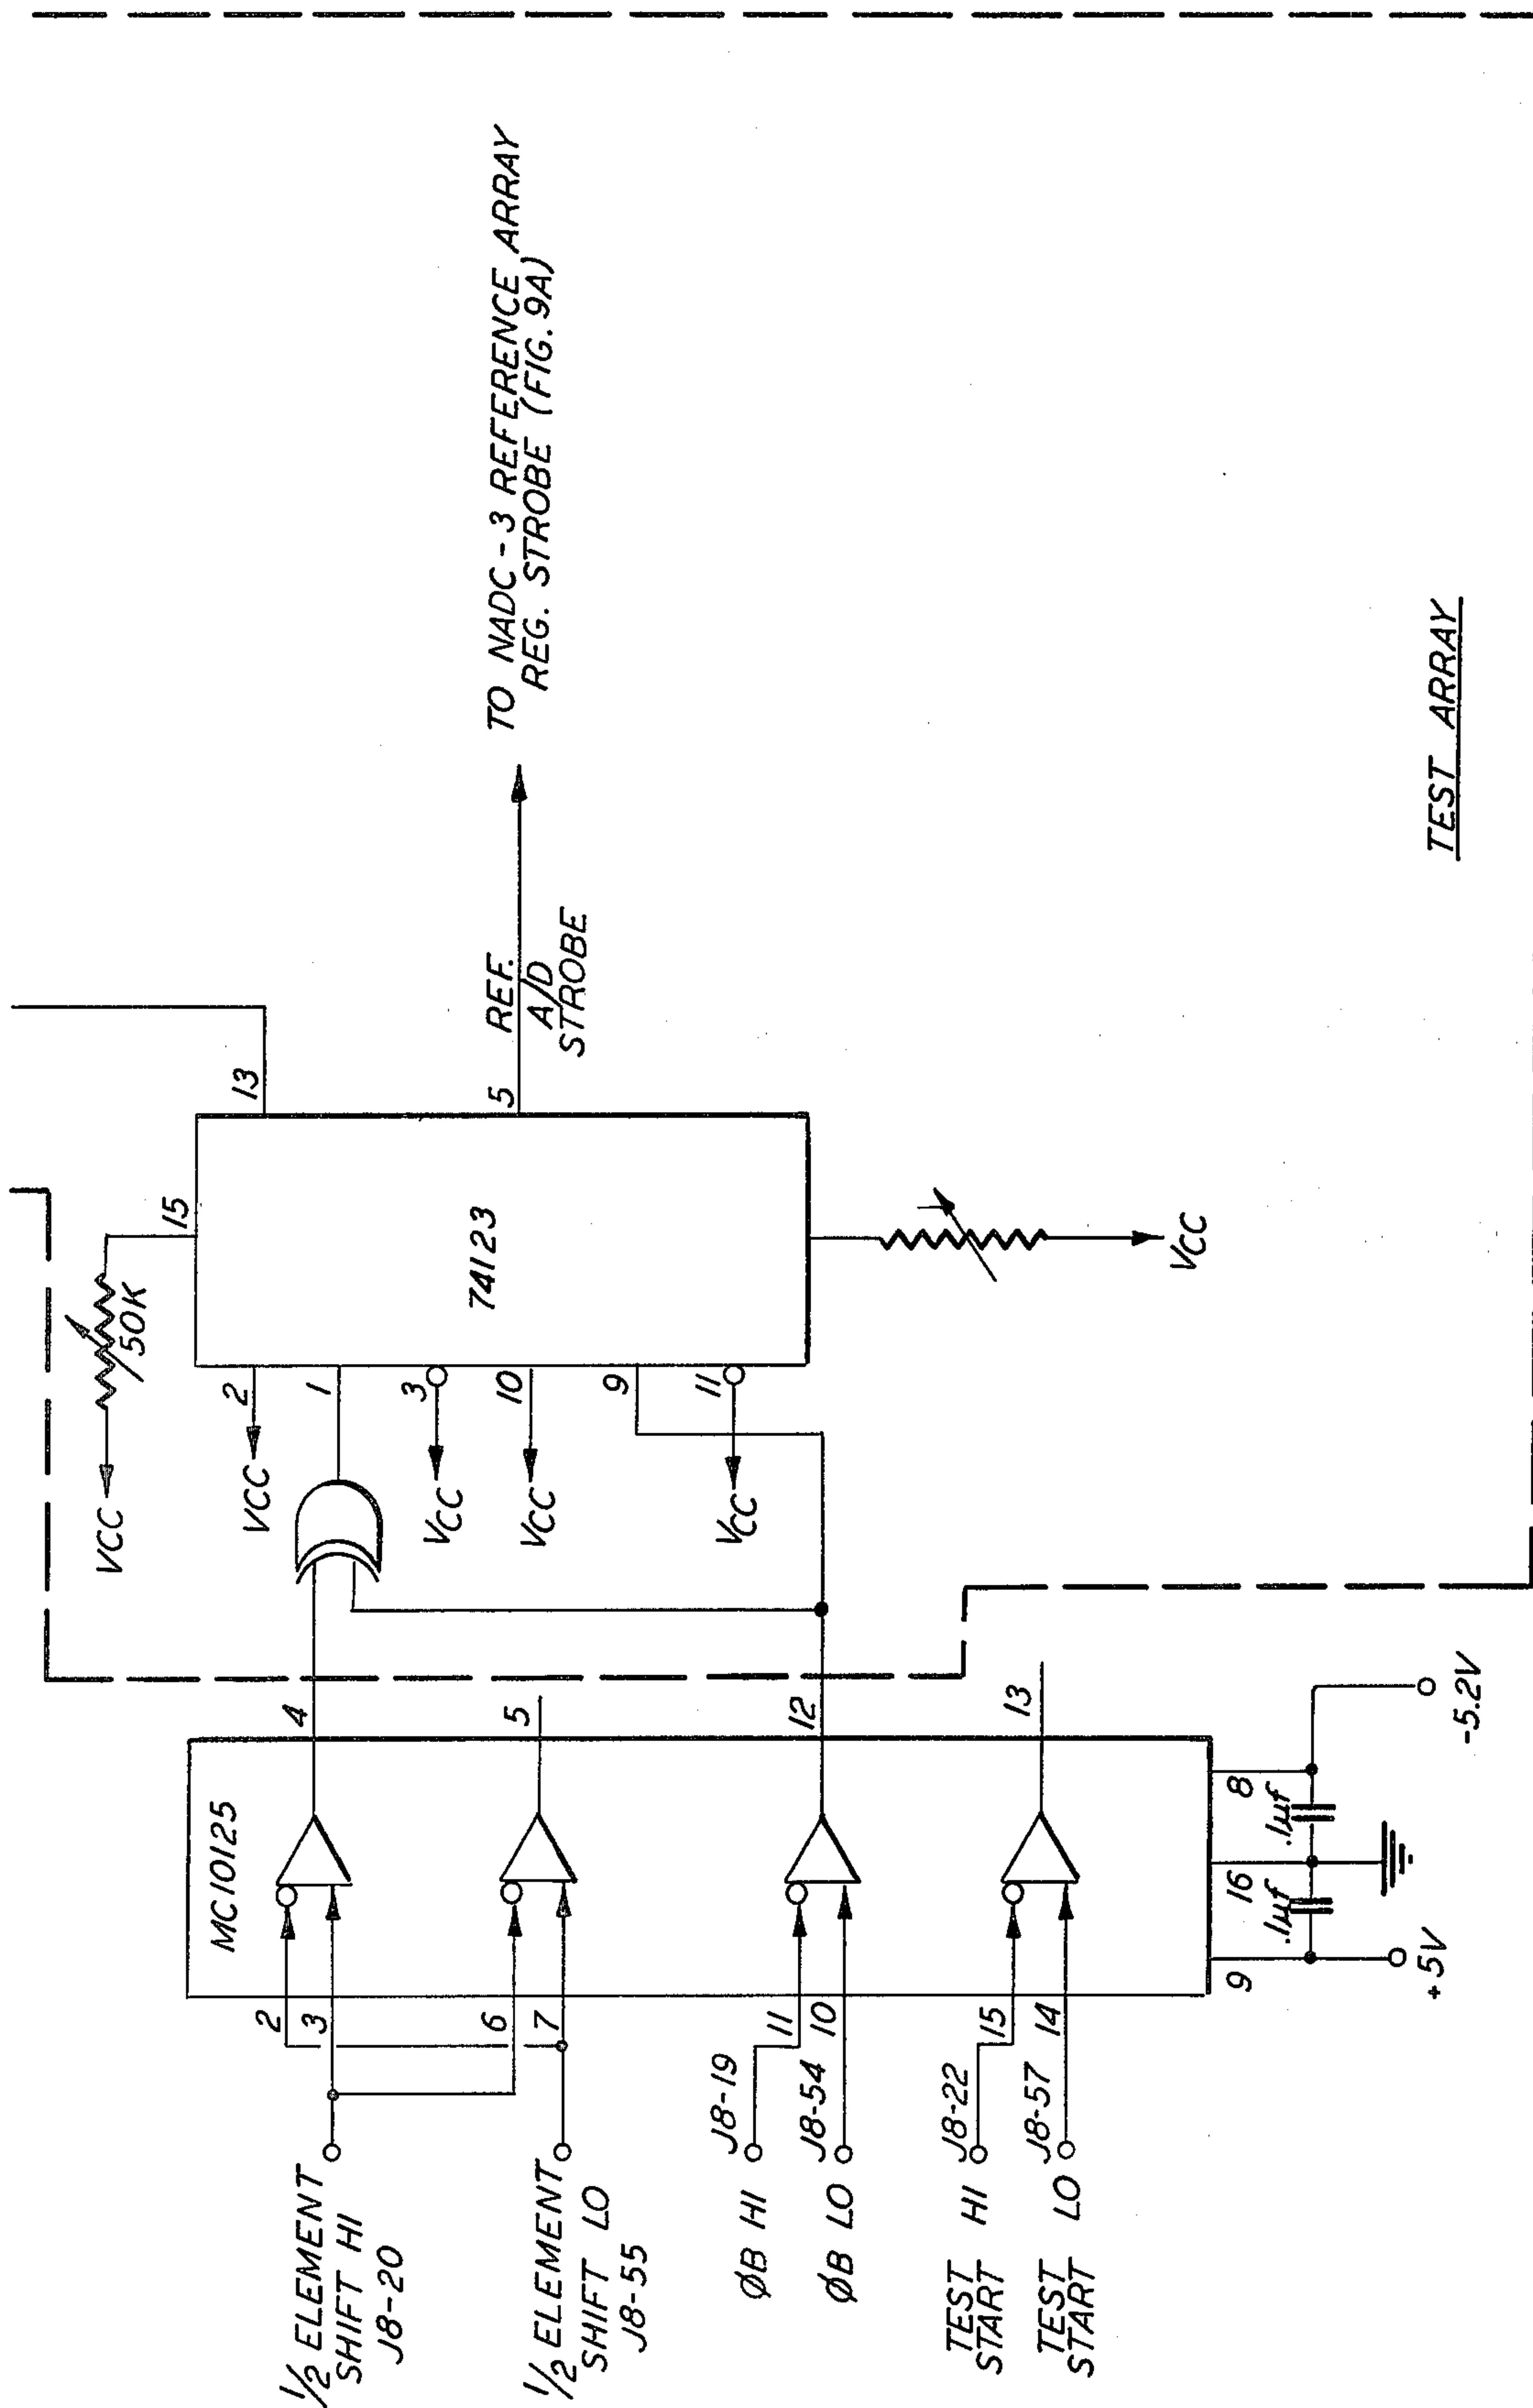 VCC
50K
15
1/2 ELEMENT
SHIFT HI
J8-20
MC10125
2
3
4
VCC
2
1
13
1/2 ELEMENT
SHIFT LO
J8-55
6
7
5
VCC
3
VCC
10
74123
5
REF.
A/D
STROBE
TO NADC-3 REFERENCE ARRAY
REG. STROBE (FIG. 9A)
ØB HI
J8-19
11
ØB LO
J8-54
10
12
9
VCC
11
TEST
START HI
J8-22
15
TEST
START LO
J8-57
14
13
VCC
9
.1µf
16
.1µf
8
+5V
-5.2V
TEST ARRAY